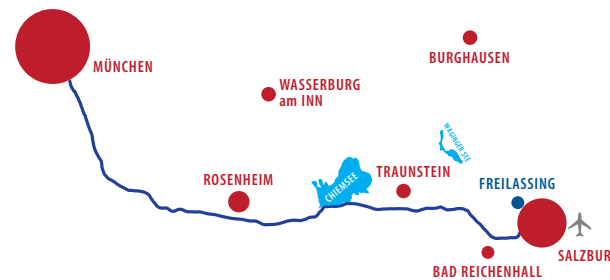 MÜNCHEN
BURGHAUSEN
WASSERBURG
am INN
WAGINGER SEE
ROSENHEIM
CHIEMSEE
TRAUNSTEIN
FREILASSING
SALZBUR
BAD REICHENHALL